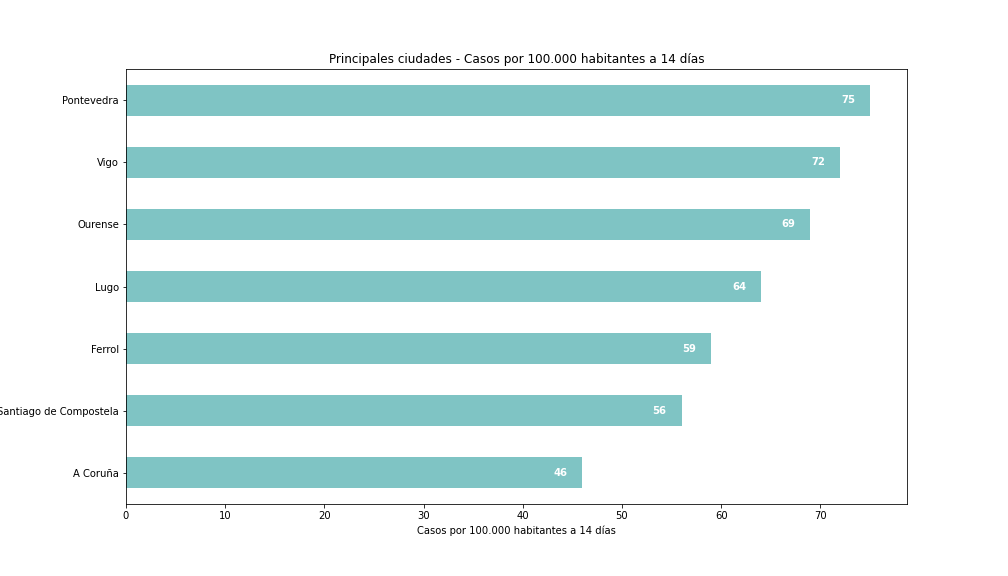 Principales ciudades - Casos por 100.000 habitantes a 14 días
Pontevedra
75
Vigo
72
Ourense
69
Lugo
64
Ferrol
59
Santiago de Compostela
56
A Coruña
46
0 10 20 30 40 50 60 70
Casos por 100.000 habitantes a 14 días